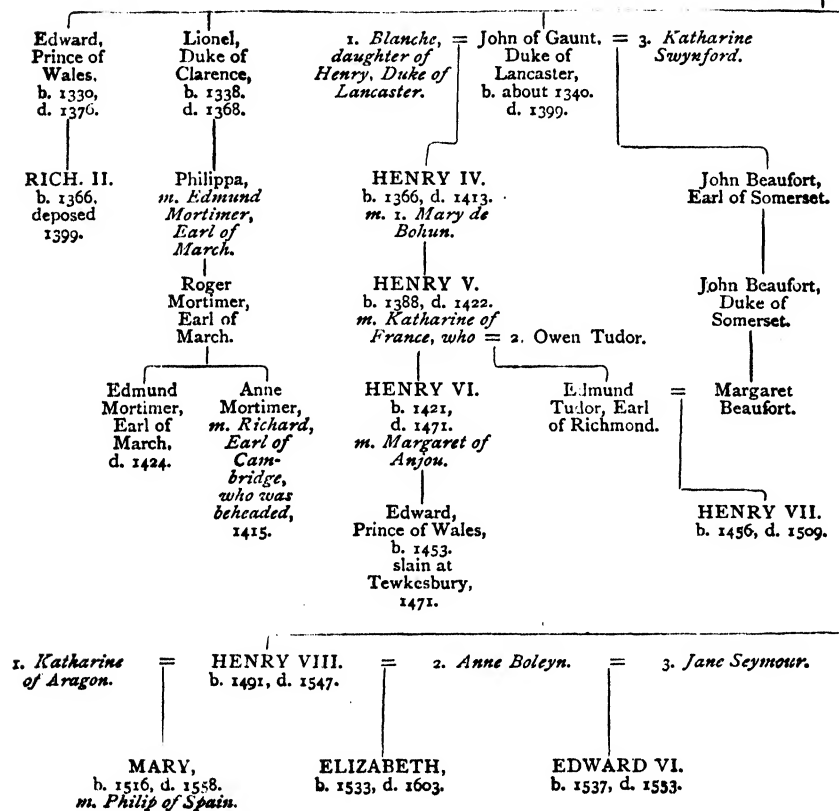 Edward,
Prince of
Wales,
b. 1330,
d. 1376.
Lionel,
Duke of
Clarence,
b. 1338.
d. 1368.
1. Blanche,
daughter of
Henry, Duke of
Lancaster.
=
John of Gaunt,
Duke of
Lancaster,
b. about 1340.
d. 1399.
=
3. Katharine
Swynford.
RICH. II.
b. 1366,
deposed
1399.
Philippa,
m. Edmund
Mortimer,
Earl of
March.
HENRY IV.
b. 1366, d. 1413.
m. 1. Mary de
Bohun.
John Beaufort,
Earl of Somerset.
Roger
Mortimer,
Earl of
March.
HENRY V.
b. 1388, d. 1422.
m. Katharine of
France, who = 2. Owen Tudor.
John Beaufort,
Duke of
Somerset.
Edmund
Mortimer,
Earl of
March,
d. 1424.
Anne
Mortimer,
m. Richard,
Earl of
Cam-
bridge,
who was
beheaded,
1415.
HENRY VI.
b. 1421,
d. 1471.
m. Margaret of
Anjou.
Edmund
Tudor, Earl
of Richmond.
=
Margaret
Beaufort.
Edward,
Prince of Wales,
b. 1453.
slain at
Tewkesbury,
1471.
HENRY VII.
b. 1456, d. 1509.
1. Katharine
of Aragon.
=
HENRY VIII.
b. 1491, d. 1547.
=
2. Anne Boleyn.
=
3. Jane Seymour.
MARY,
b. 1516, d. 1558.
m. Philip of Spain.
ELIZABETH,
b. 1533, d. 1603.
EDWARD VI.
b. 1537, d. 1553.